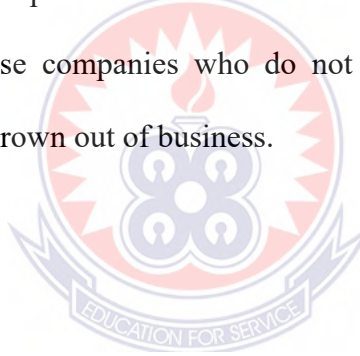 se companies who do not
rown out of business.
EDUCATION FOR SERVICE